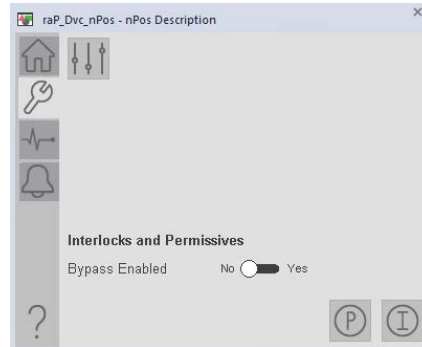 raP_Dvc_nPos - nPos Description
Interlocks and Permissives
Bypass Enabled No Yes
? P I